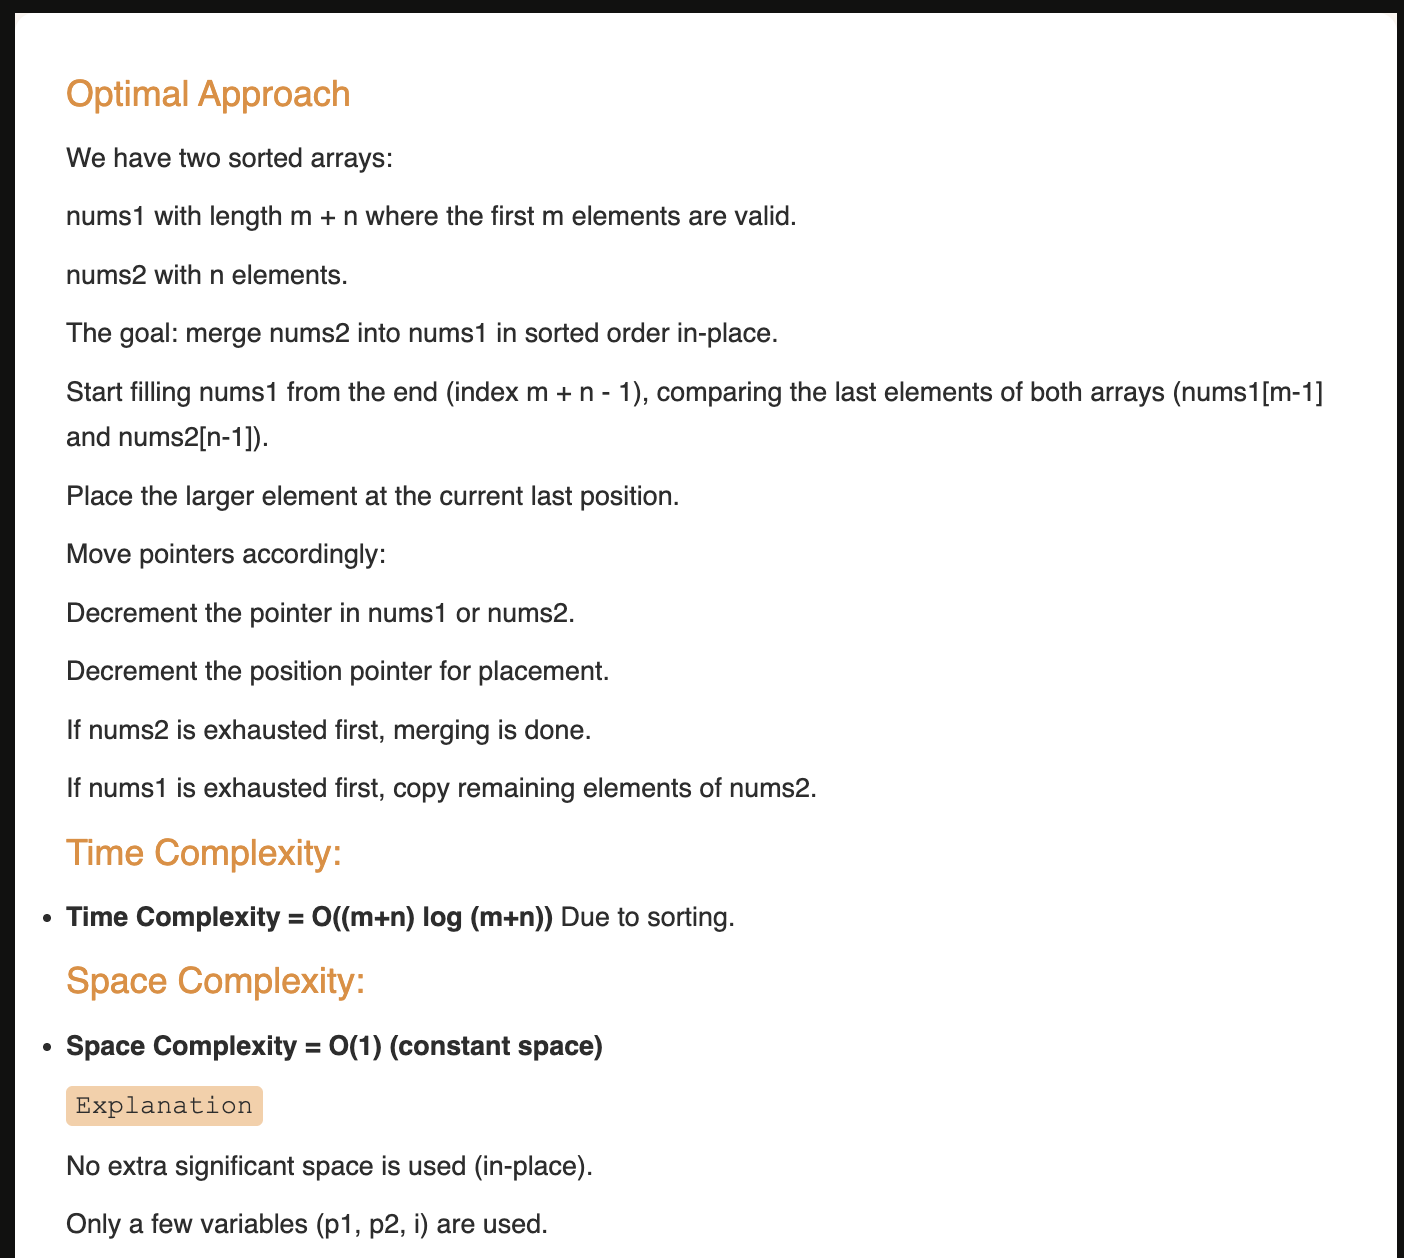 Optimal Approach
We have two sorted arrays:
nums1 with length m + n where the first m elements are valid.
nums2 with n elements.
The goal: merge nums2 into nums1 in sorted order in-place.
Start filling nums1 from the end (index m + n - 1), comparing the last elements of both arrays (nums1[m-1]
and nums2[n-1]).
Place the larger element at the current last position.
Move pointers accordingly:
Decrement the pointer in nums1 or nums2.
Decrement the position pointer for placement.
If nums2 is exhausted first, merging is done.
If nums1 is exhausted first, copy remaining elements of nums2.
Time Complexity:
• Time Complexity = O((m+n) log (m+n)) Due to sorting.
Space Complexity:
• Space Complexity = O(1) (constant space)
Explanation
No extra significant space is used (in-place).
Only a few variables (p1, p2, i) are used.